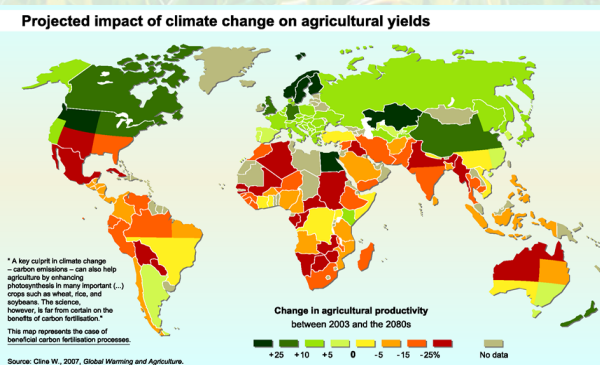 Projected impact of climate change on agricultural yields
" A key culprit in climate change
– carbon emissions – can also help
agriculture by enhancing
photosynthesis in many important (...)
crops such as wheat, rice, and
soybeans. The science,
however, is far from certain on the
benefits of carbon fertilisation."
This map represents the case of
beneficial carbon fertilisation processes.
Change in agricultural productivity
between 2003 and the 2080s
+25 +10 +5 0 -5 -15 -25% No data
Source: Cline W., 2007, Global Warming and Agriculture.